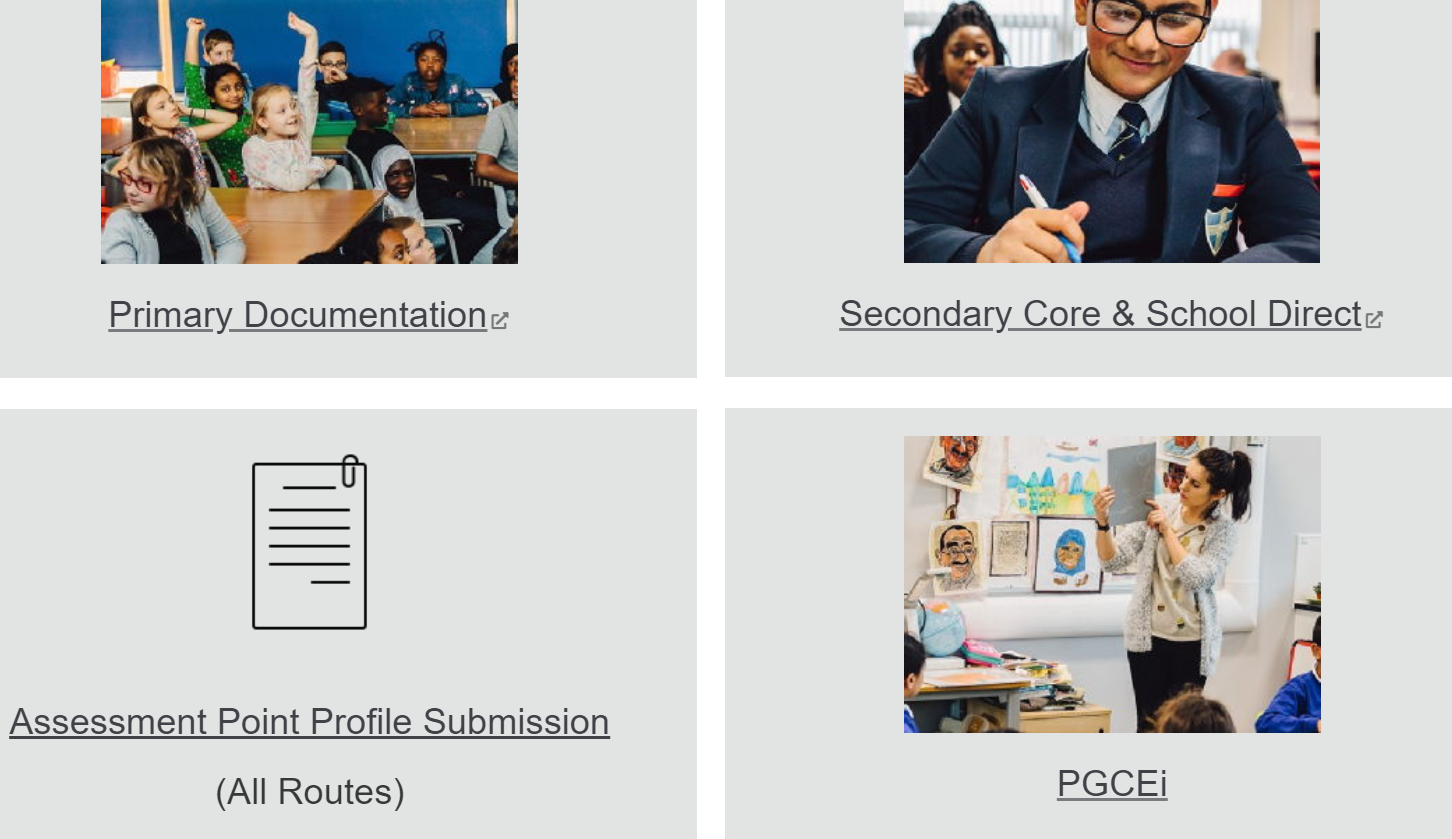 Primary Documentation
Secondary Core & School Direct
Assessment Point Profile Submission
(All Routes)
PGCEi